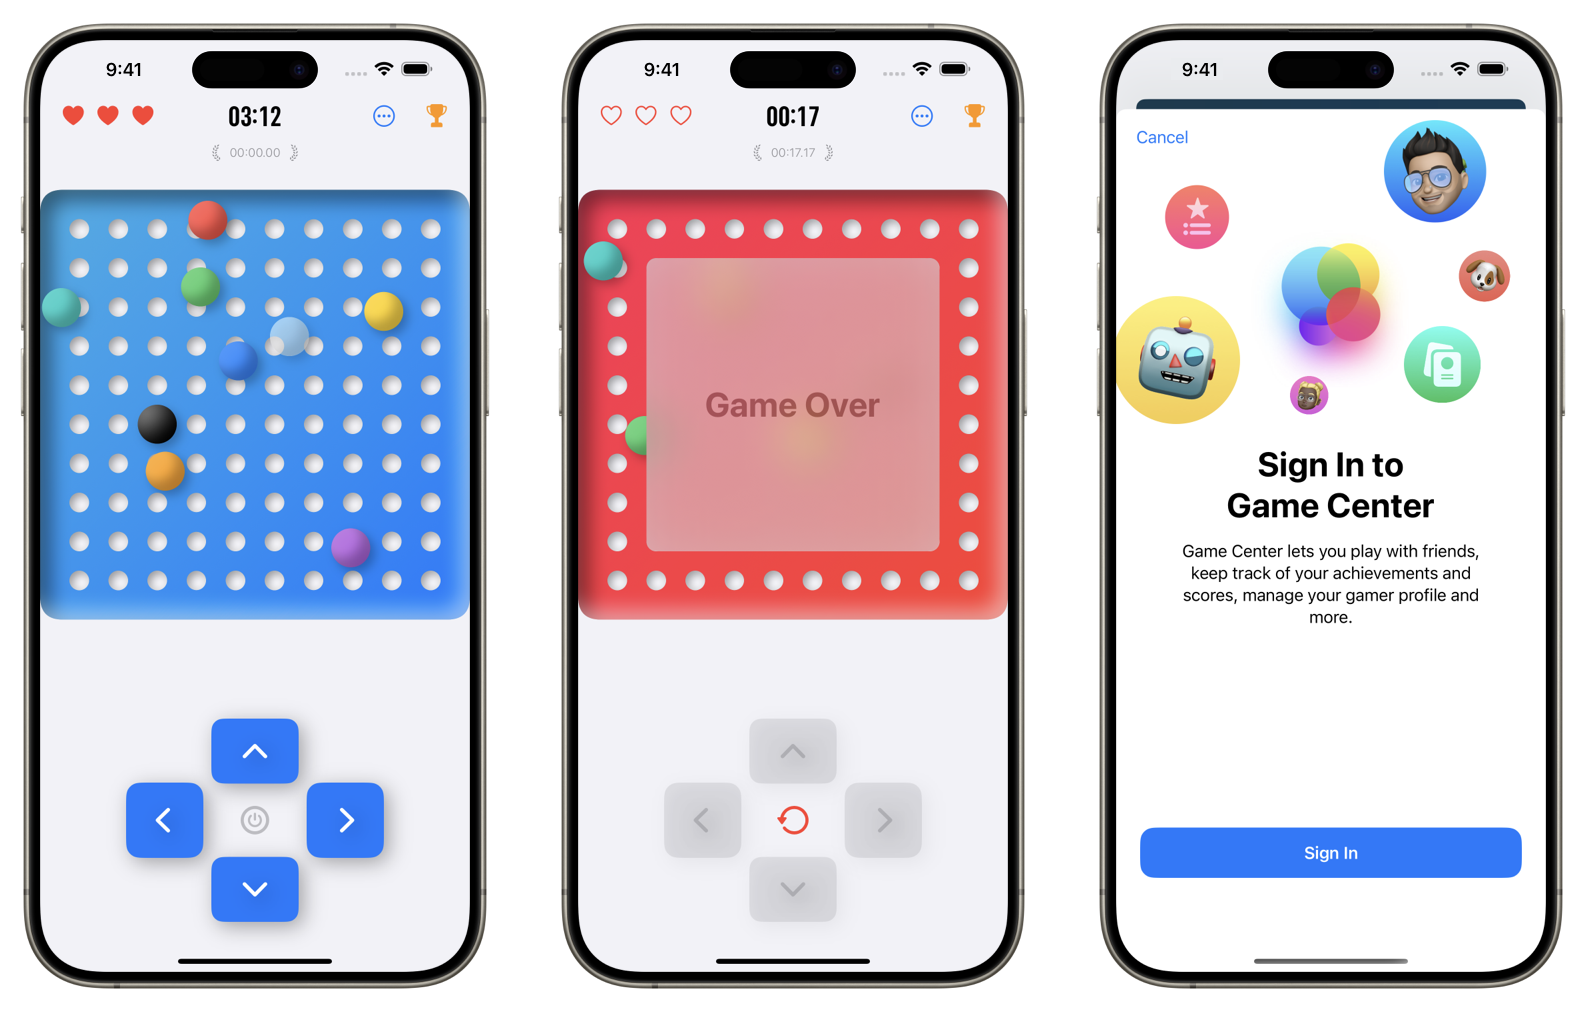 9:41
03:12
00:00.00
9:41
00:17
00:17.17
Game Over
9:41
Cancel
Sign In to
Game Center
Game Center lets you play with friends,
keep track of your achievements and
scores, manage your gamer profile and
more.
Sign In